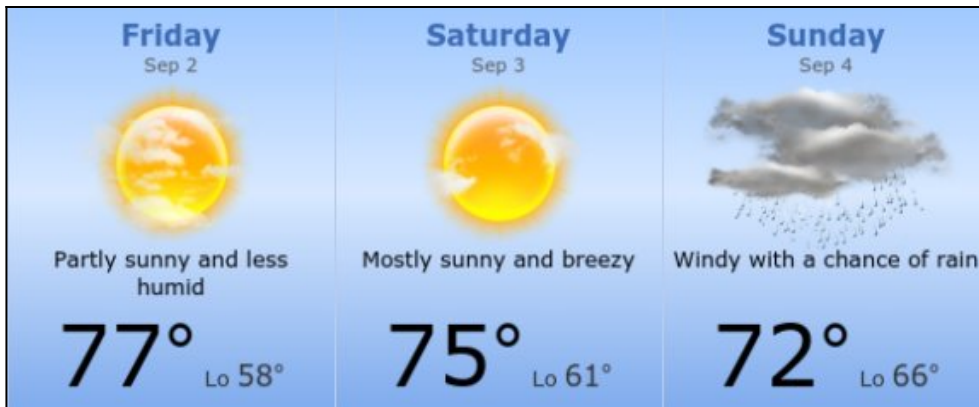 Friday
Sep 2
Partly sunny and less
humid
77° Lo 58°
Saturday
Sep 3
Mostly sunny and breezy
75° Lo 61°
Sunday
Sep 4
Windy with a chance of rain
72° Lo 66°